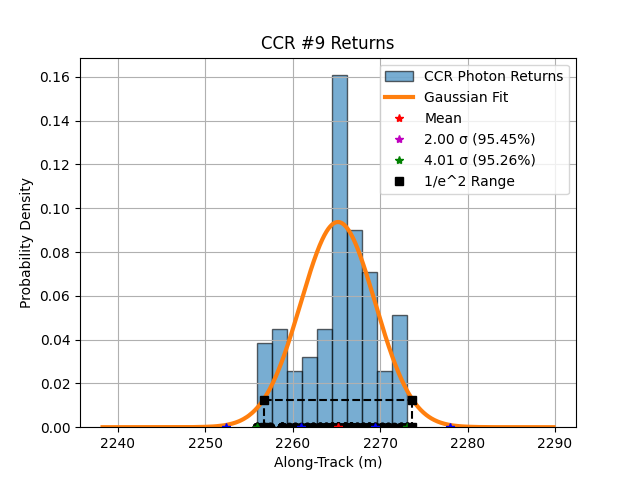 CCR #9 Returns
CCR Photon Returns
Gaussian Fit
Mean
2.00 σ (95.45%)
4.01 σ (95.26%)
1/e^2 Range
Probability Density
0.16
0.14
0.12
0.10
0.08
0.06
0.04
0.02
0.00
2240 2250 2260 2270 2280 2290
Along-Track (m)